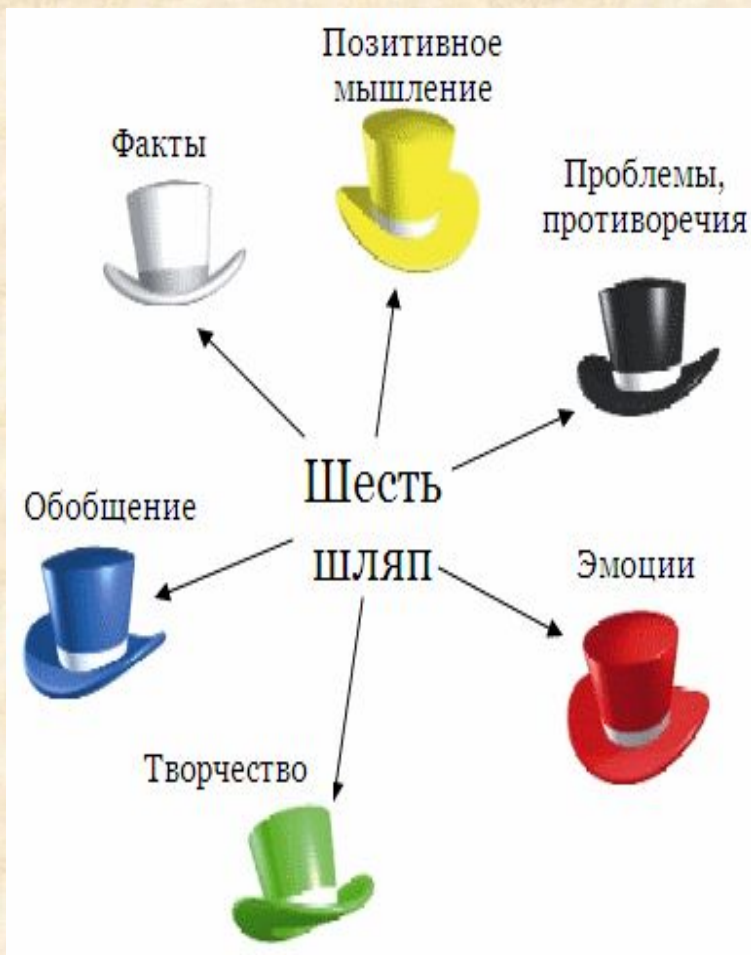 Позитивное
мышление
Факты
Проблемы,
противоречия
Шесть
шляп
Обобщение
Эмоции
Творчество